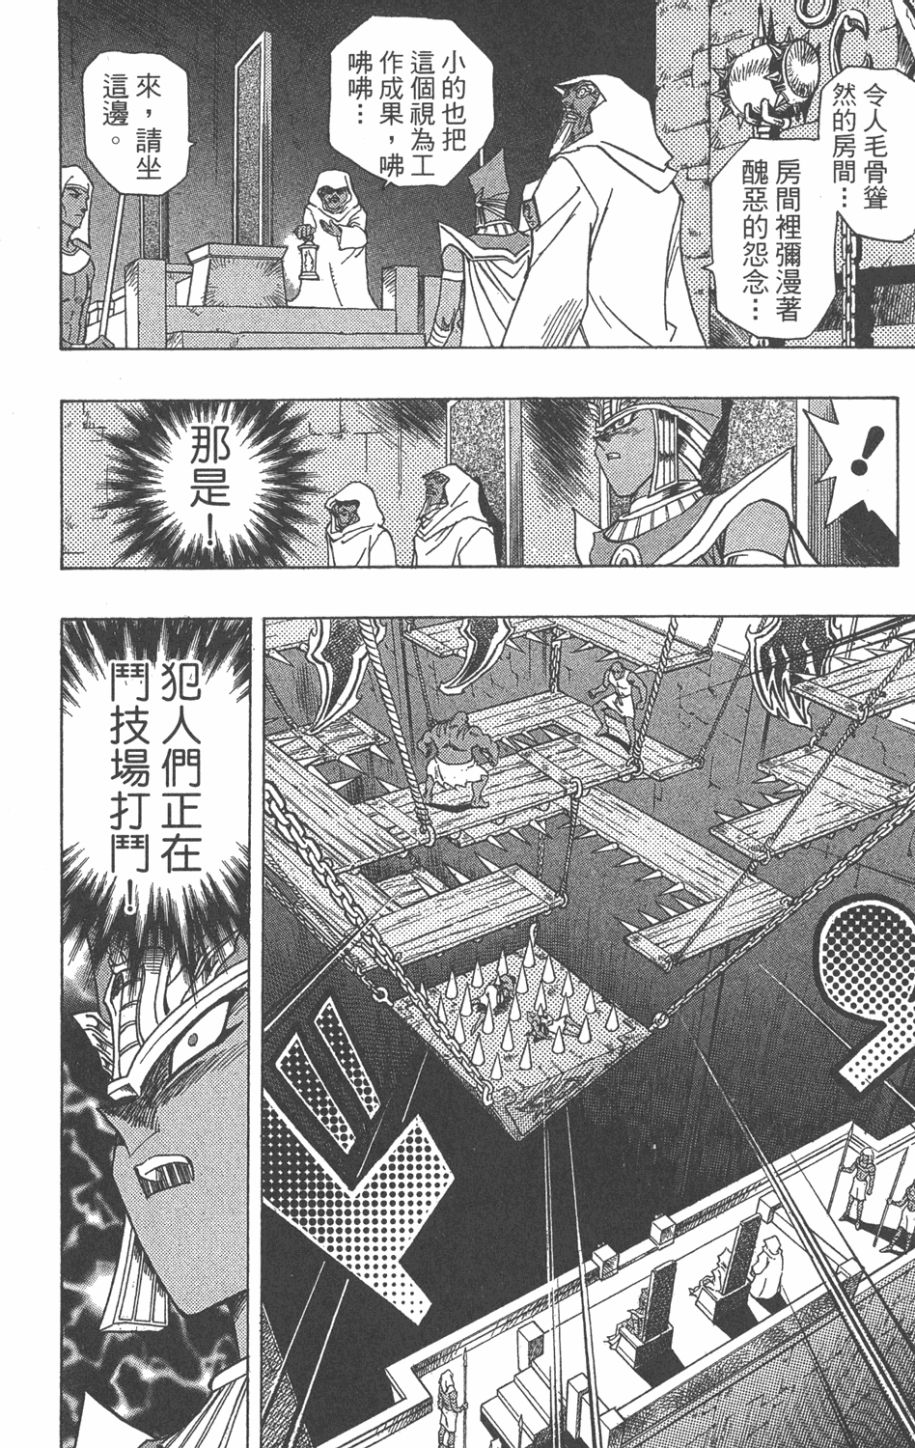 令人毛骨聳
然的房間…
房間裡彌漫著
醜惡的怨念…
小的也把
這個視為工
作成果，咈
咈咈…
來，請坐
這邊。
！
那是！
犯人們正在
鬥技場打鬥！